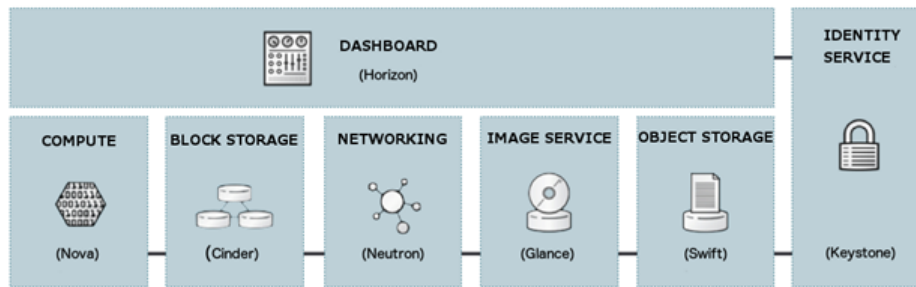 DASHBOARD
(Horizon)
IDENTITY
SERVICE
COMPUTE
(Nova)
BLOCK STORAGE
(Cinder)
NETWORKING
(Neutron)
IMAGE SERVICE
(Glance)
OBJECT STORAGE
(Swift)
(Keystone)